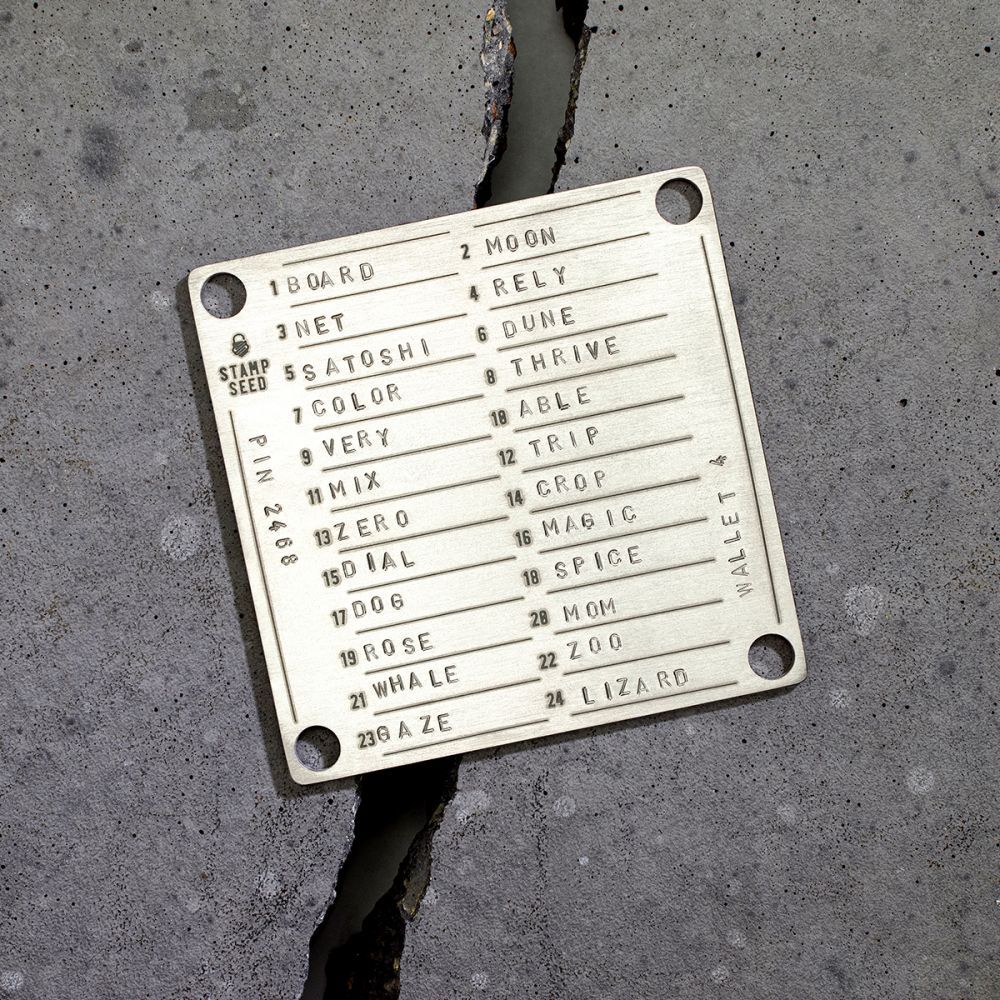 1 BOARD
2 MOON
3 NET
4 RELY
5 SATOSHI
6 DUNE
7 COLOR
8 THRIVE
9 VERY
10 ABLE
11 MIX
12 TRIP
13 ZERO
14 CROP
15 DIAL
16 MAGIC
17 DOG
18 SPICE
19 ROSE
20 MOM
21 WHALE
22 ZOO
23 GAZE
24 LIZARD
STAMP
SEED
PIN 2468
WALLET 4